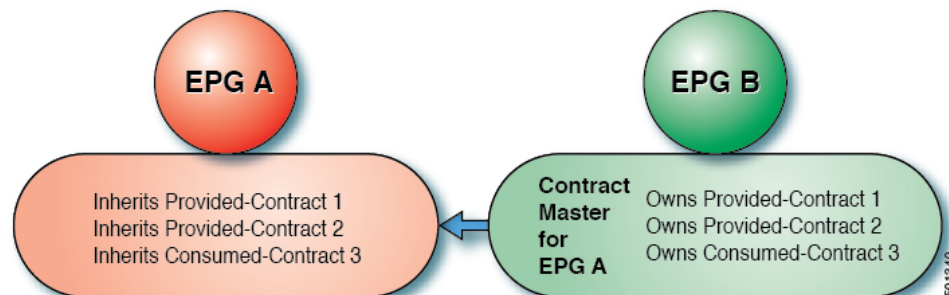 EPG A
EPG B
Inherits Provided-Contract 1
Inherits Provided-Contract 2
Inherits Consumed-Contract 3
Contract
Master
for
EPG A
Owns Provided-Contract 1
Owns Provided-Contract 2
Owns Consumed-Contract 3